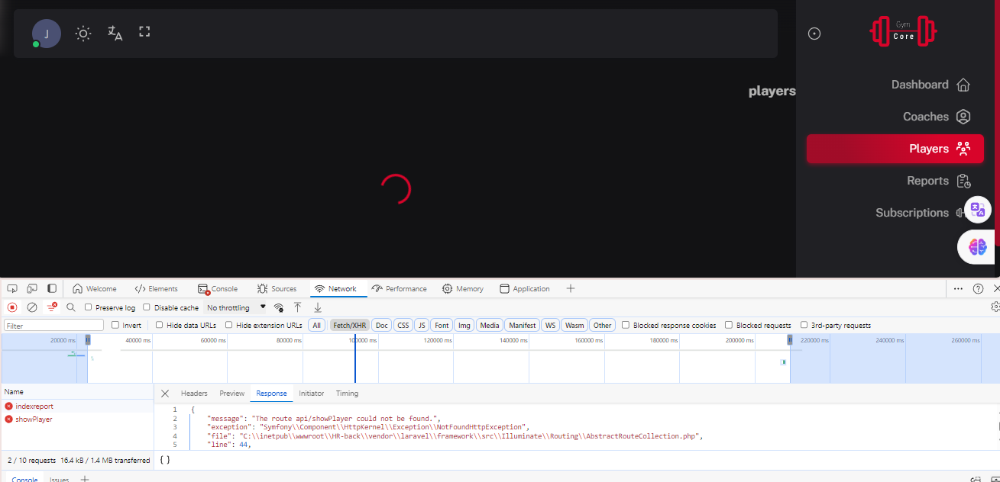 J
Gym
Core
players
Dashboard
Coaches
Players
Reports
Subscriptions
Welcome
Elements
Console
Sources
Network
Performance
Memory
Application
Preserve log
Disable cache
No throttling
Filter
Invert
Hide data URLs
Hide extension URLs
All
Fetch/XHR
Doc
CSS
JS
Font
Img
Media
Manifest
WS
Wasm
Other
Blocked response cookies
Blocked requests
3rd-party requests
20000 ms
40000 ms
60000 ms
80000 ms
100000 ms
120000 ms
140000 ms
160000 ms
180000 ms
200000 ms
220000 ms
240000 ms
260000 ms
Name
Headers
Preview
Response
Initiator
Timing
indexreport
showPlayer
1 {
2 "message": "The route api/showPlayer could not be found.",
3 "exception": "Symfony\\Component\\HttpKernel\\Exception\\NotFoundHttpException",
4 "file": "C:\\inetpub\\wwwroot\\HR-back\\vendor\\laravel\\framework\\src\\Illuminate\\Routing\\AbstractRouteCollection.php",
5 "line": 44,
2 / 10 requests 16.4 kB / 1.4 MB transferred
{ }
Console
Issues